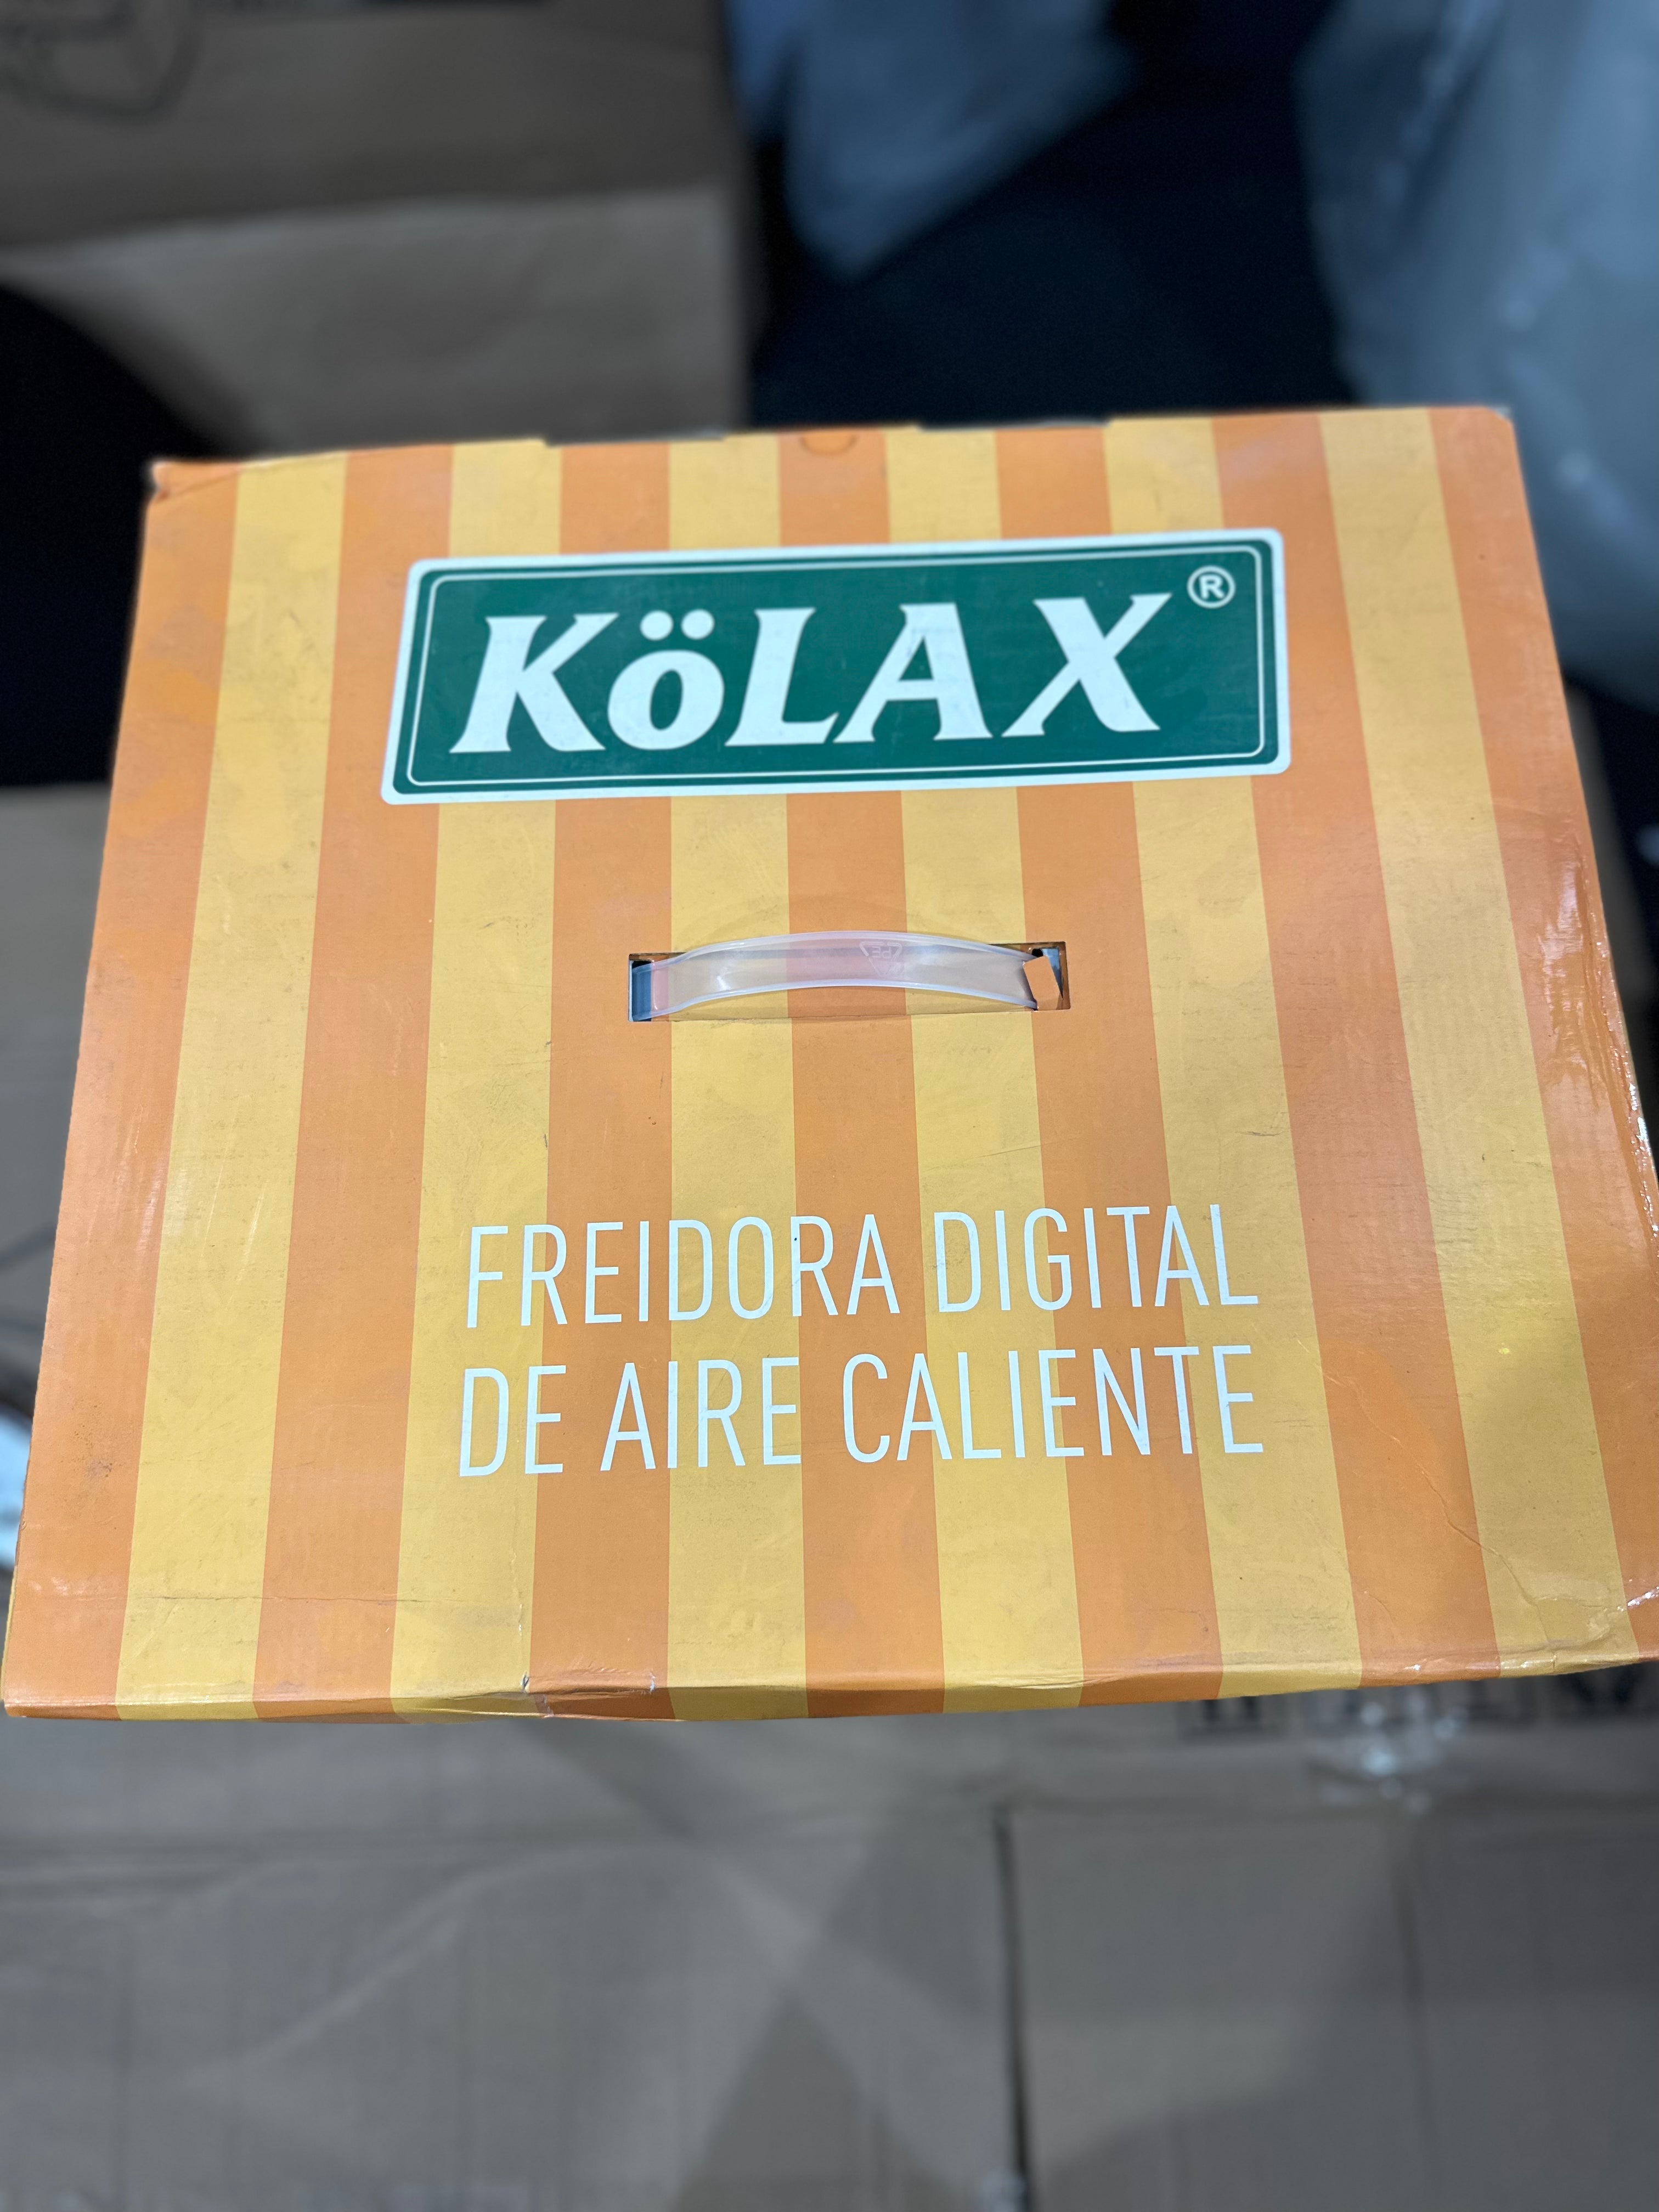 KöLAX®
FREIDORA DIGITAL
DE AIRE CALIENTE